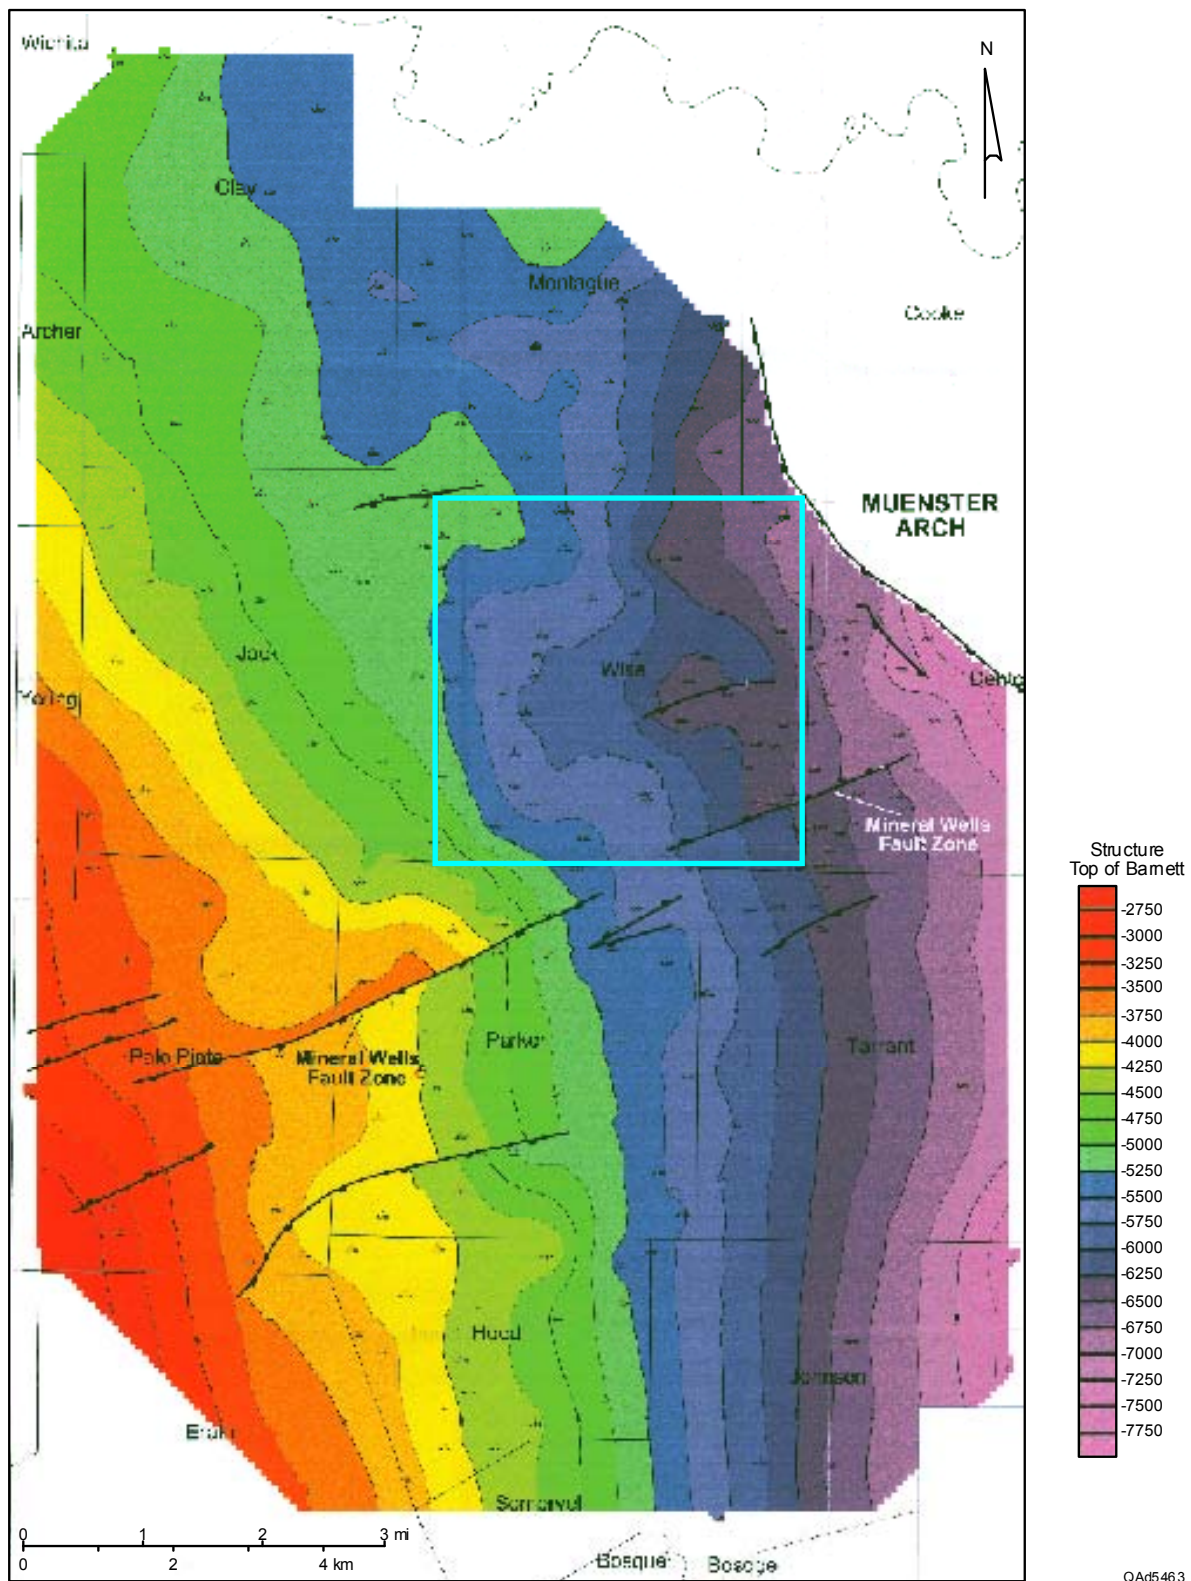 Wichita
N
Clay
Montague
Cooke
Archer
MUENSTER
ARCH
Jack
Wise
Mineral Wells
Fault Zone
Structure
Top of Barnett
-2750
-3000
-3250
-3500
-3750
-4000
-4250
-4500
-4750
-5000
-5250
-5500
-5750
-6000
-6250
-6500
-6750
-7000
-7250
-7500
-7750
Parker
Tarrant
Palo Pinto
Mineral Wells
Fault Zone
Hood
Johnson
Somervell
0 1 2 3 mi
0 2 4 km
Bosque
Bosque
QAd5463